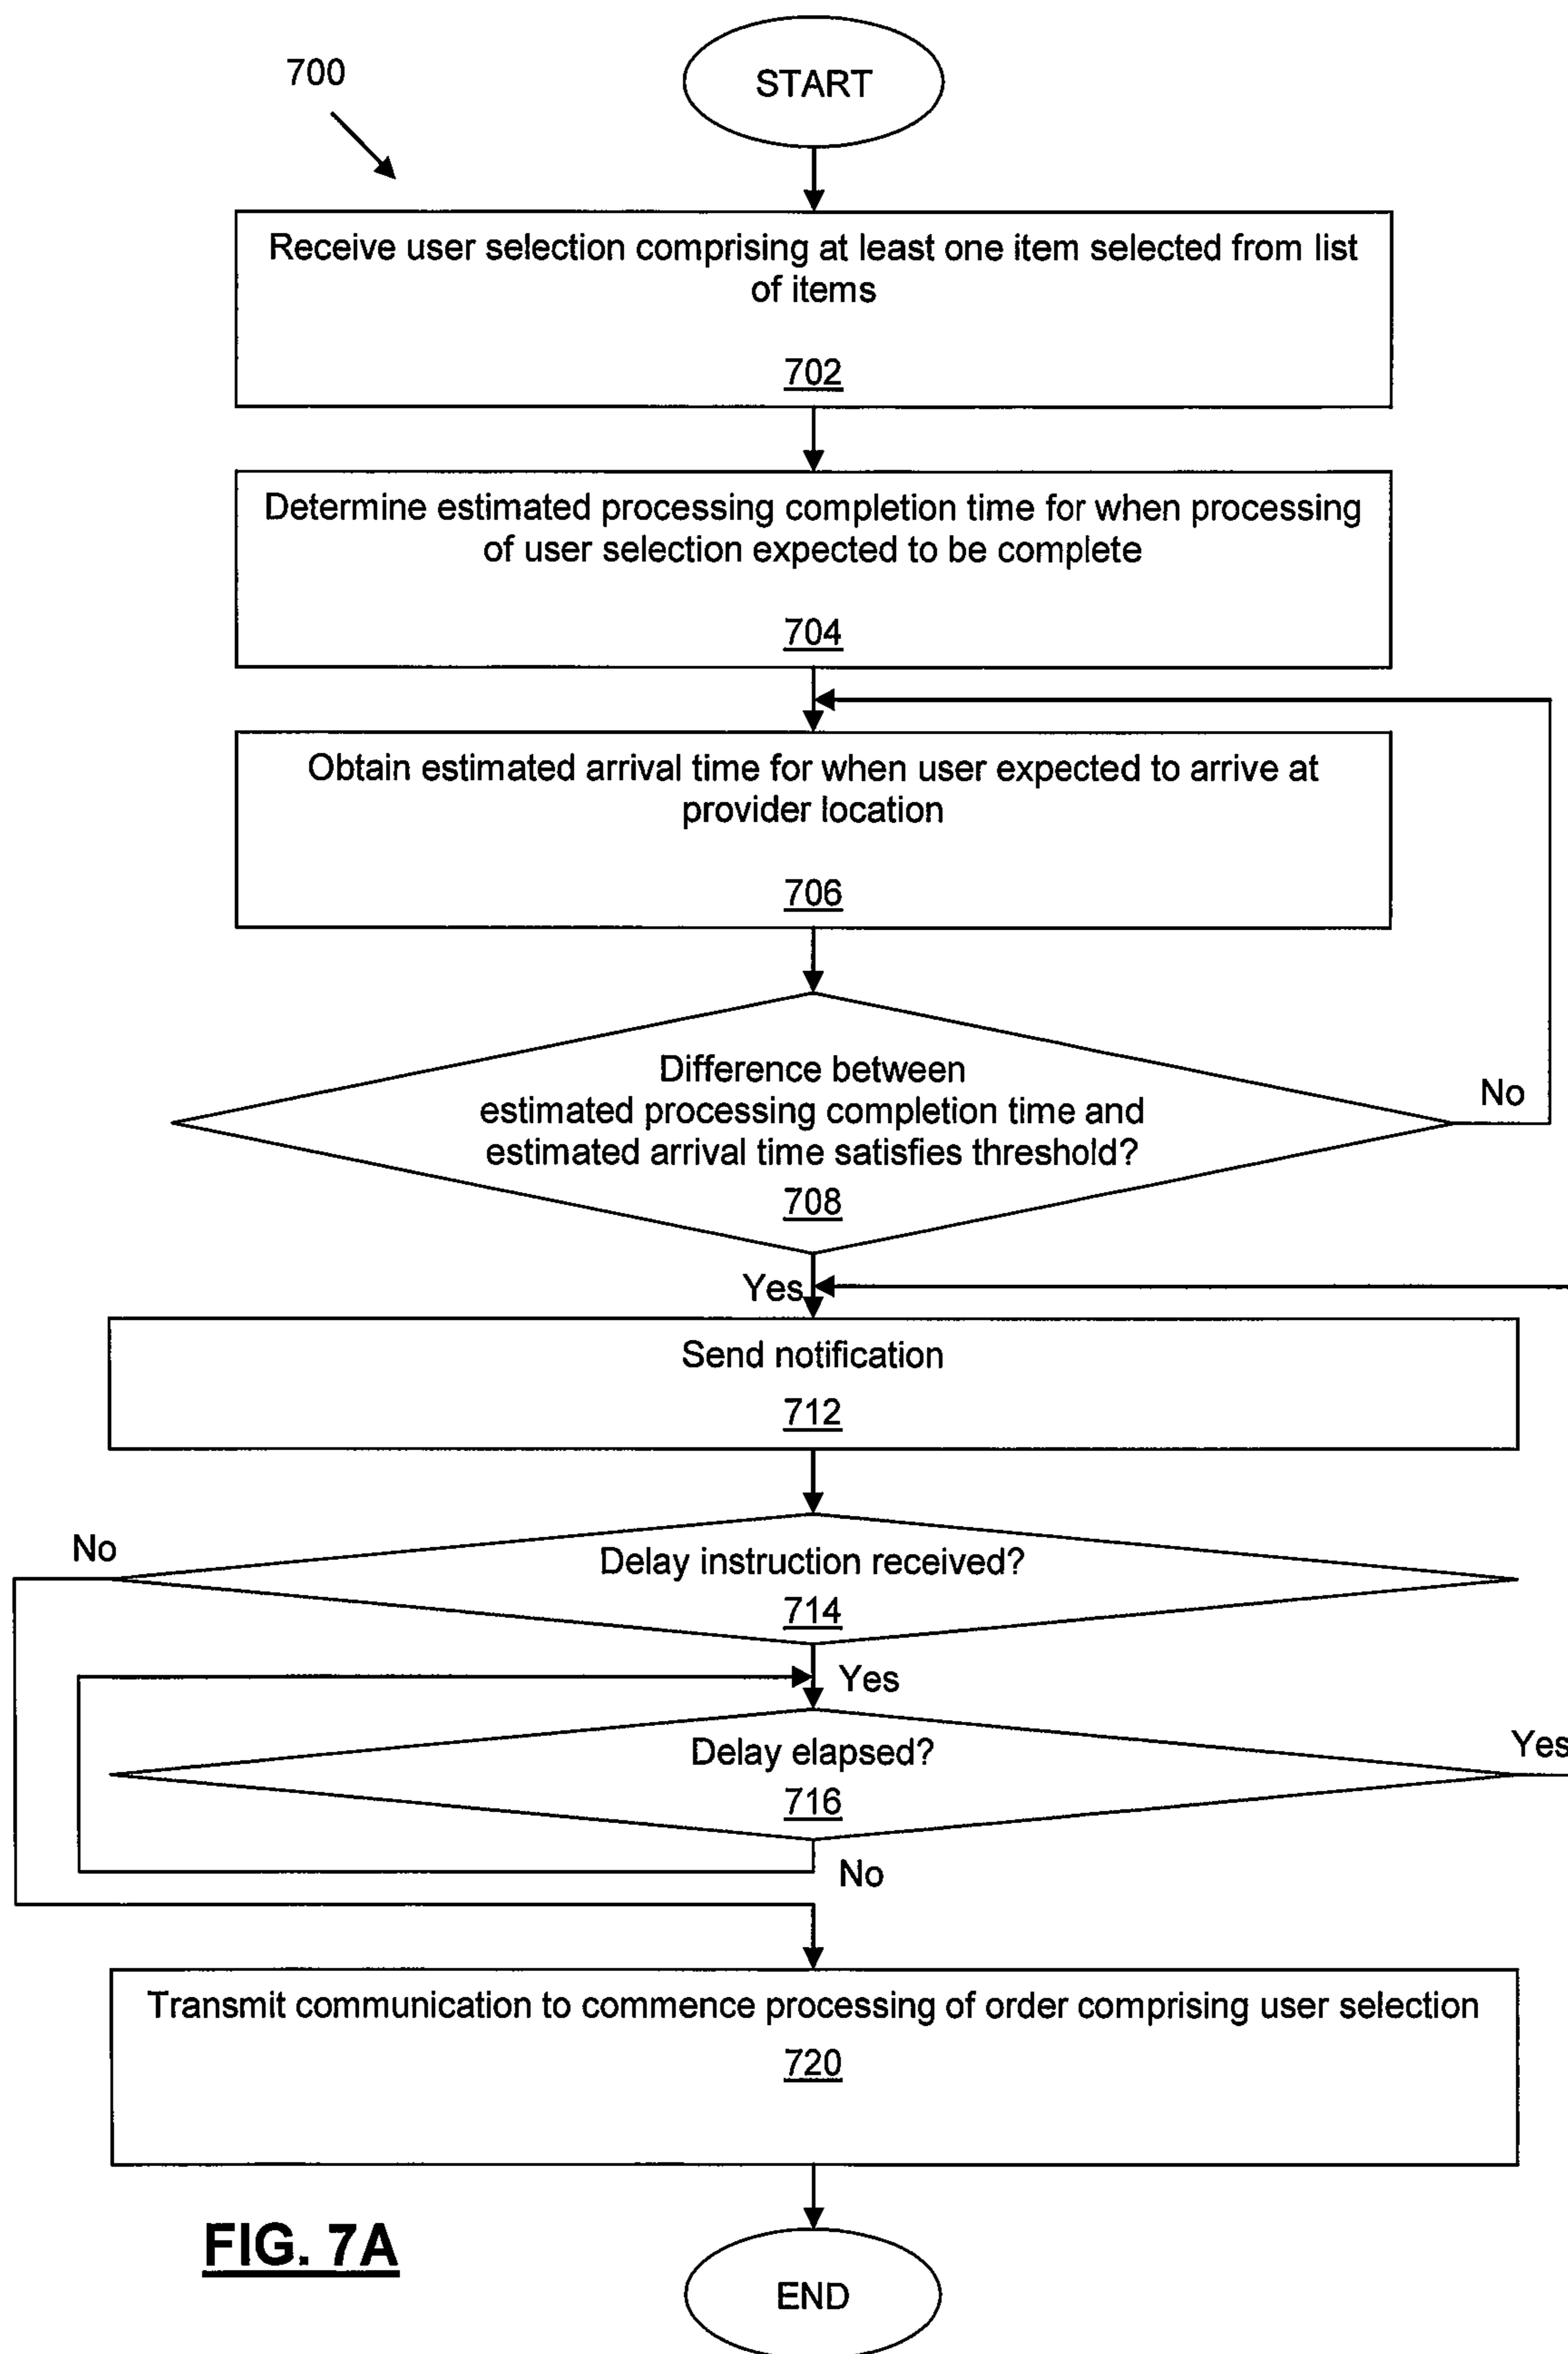 START
700
Receive user selection comprising at least one item selected from list
of items
702
Determine estimated processing completion time for when processing
of user selection expected to be complete
704
Obtain estimated arrival time for when user expected to arrive at
provider location
706
Difference between
estimated processing completion time and
estimated arrival time satisfies threshold?
708
No
Yes
Send notification
712
No
Delay instruction received?
714
Yes
Delay elapsed?
716
Yes
No
Transmit communication to commence processing of order comprising user selection
720
FIG. 7A
END